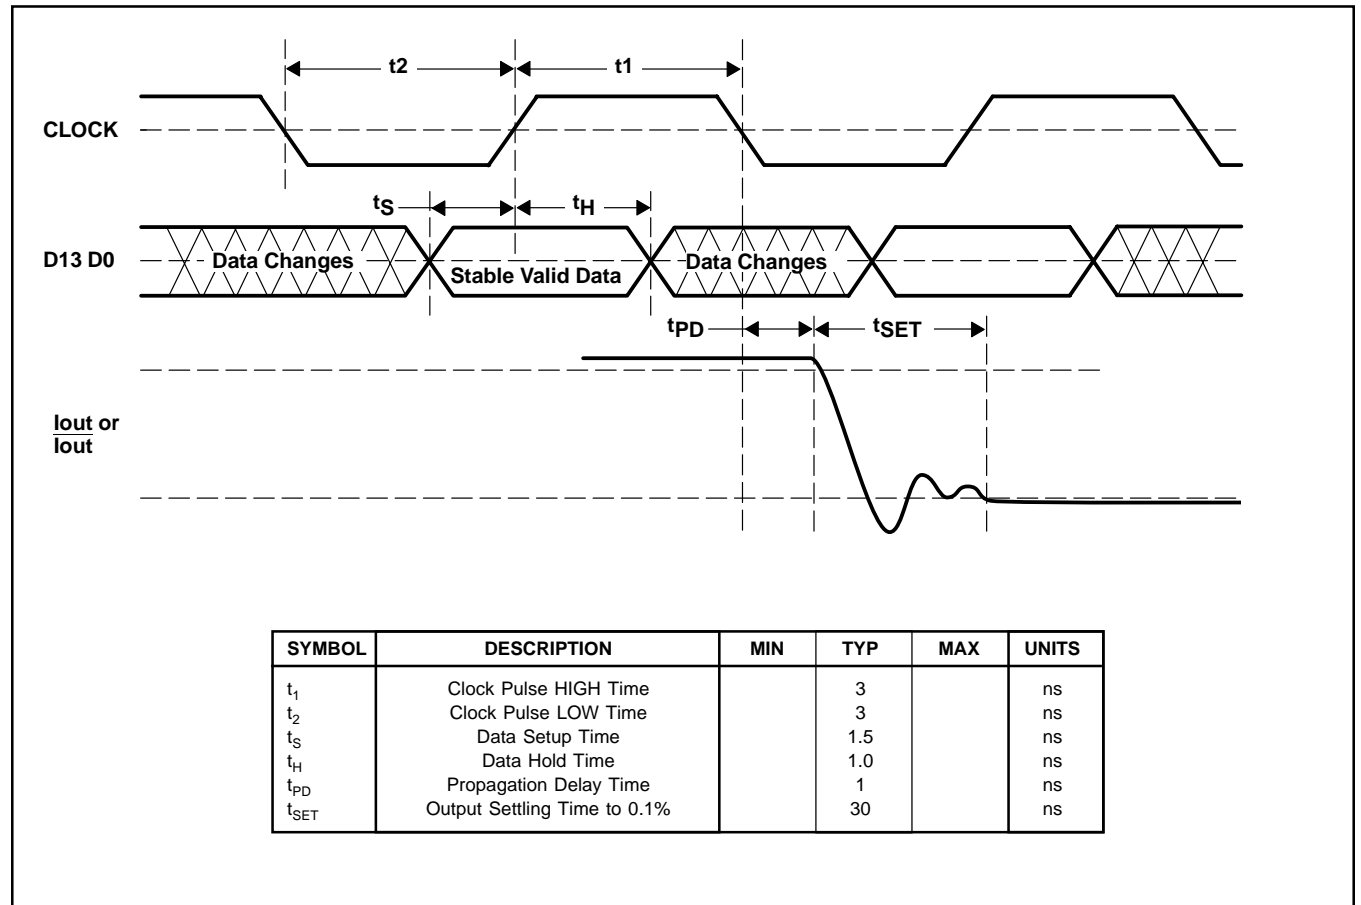 t2
t1
CLOCK
tS
tH
D13 D0
Data Changes
Stable Valid Data
Data Changes
tPD
tSET
Iout or
Iout
SYMBOL DESCRIPTION MIN TYP MAX UNITS
t1 Clock Pulse HIGH Time 3 ns
t2 Clock Pulse LOW Time 3 ns
tS Data Setup Time 1.5 ns
tH Data Hold Time 1.0 ns
tPD Propagation Delay Time 1 ns
tSET Output Settling Time to 0.1% 30 ns